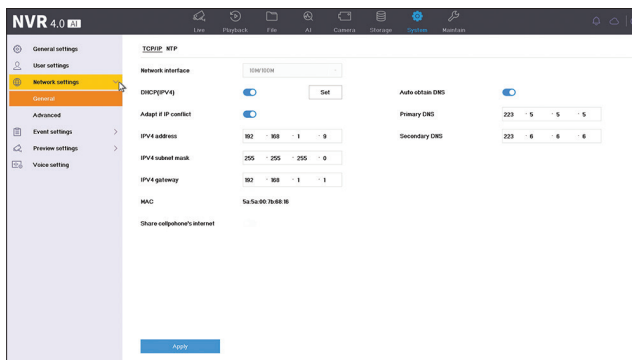 NVR 4.0 AI
Live Playback File AI Camera Storage System Maintain
General settings
User settings
Network settings
General
Advanced
Event settings
Preview settings
Voice setting
TCP/IP NTP
Network interface 10M/100M
DHCP(IPV4) Set Auto obtain DNS
Adapt if IP conflict Primary DNS 223 · 5 · 5 · 5
IPV4 address 192 · 168 · 1 · 9 Secondary DNS 223 · 6 · 6 · 6
IPV4 subnet mask 255 · 255 · 255 · 0
IPV4 gateway 192 · 168 · 1 · 1
MAC 5a:5a:00:7b:68:16
Share cellphone's internet
Apply